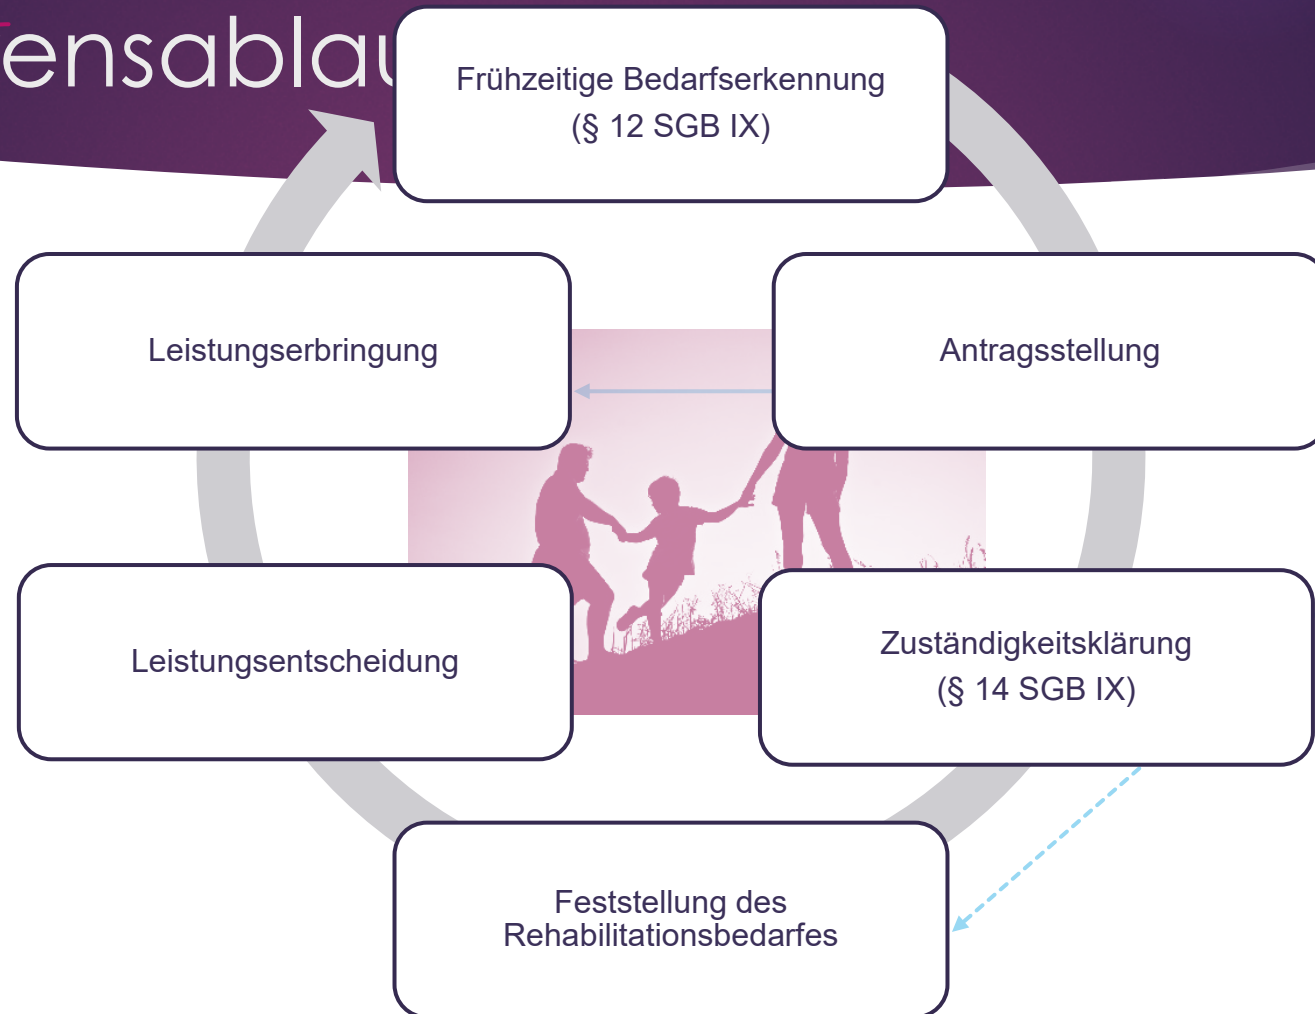 ensablau
Frühzeitige Bedarfserkennung
(§ 12 SGB IX)
Leistungserbringung
Antragsstellung
Leistungsentscheidung
Zuständigkeitsklärung
(§ 14 SGB IX)
Feststellung des
Rehabilitationsbedarfes